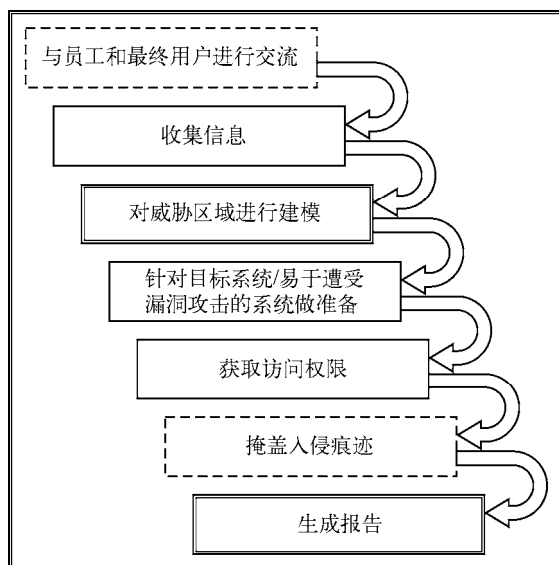 与员工和最终用户进行交流
收集信息
对威胁区域进行建模
针对目标系统/易于遭受
漏洞攻击的系统做准备
获取访问权限
掩盖入侵痕迹
生成报告